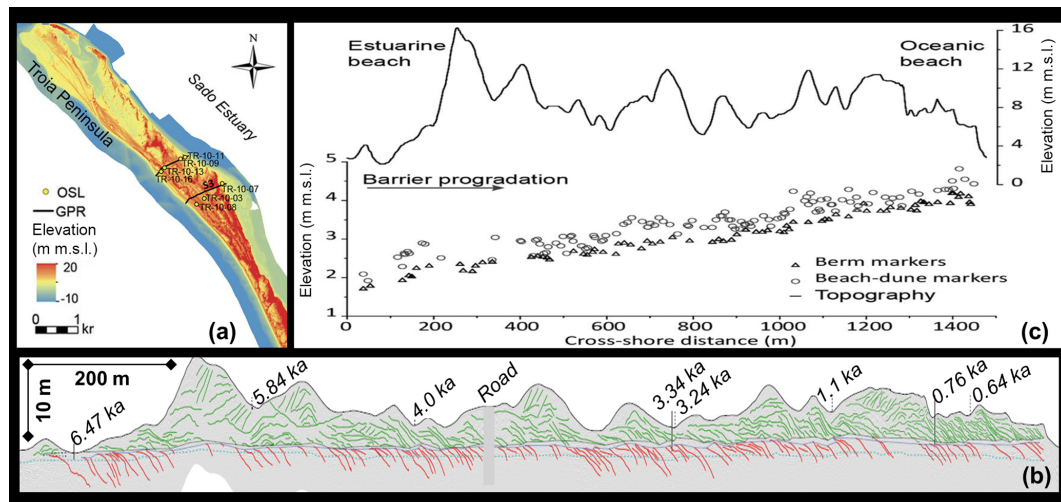 (a)
N
Troia Peninsula
Sado Estuary
TR-10-11
TR-10-09
TR-10-13
TR-10-16
TR-10-07
TR-10-03
TR-10-08
OSL
GPR
Elevation
(m m.s.l.)
20
-10
0 1
kr
(c)
Estuarine
beach
Oceanic
beach
16
12
8
4
0
Elevation (m m.s.l.)
5
4
3
2
1
Elevation (m m.s.l.)
Barrier progradation
Berm markers
Beach-dune markers
Topography
0 200 400 600 800 1000 1200 1400
Cross-shore distance (m)
200 m
10 m
6.47 ka
5.84 ka
4.0 ka
Road
3.34 ka
3.24 ka
1.1 ka
0.76 ka
0.64 ka
(b)